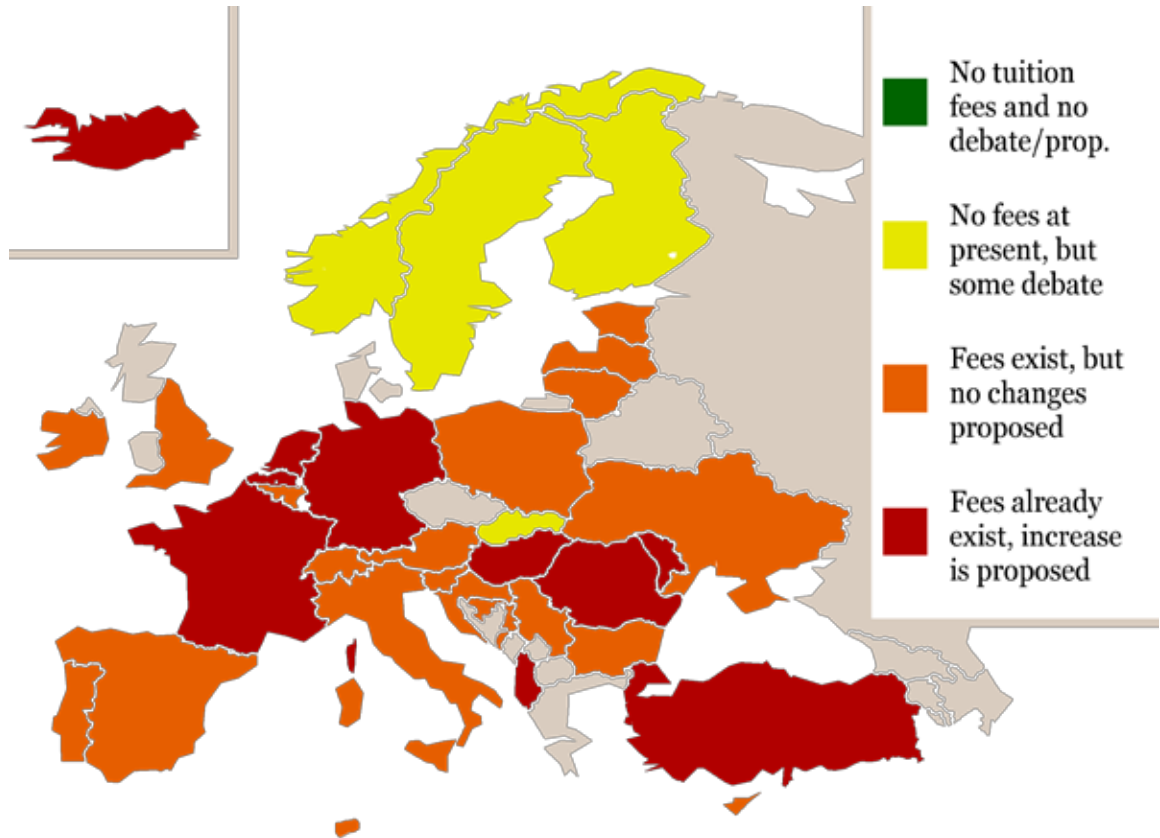 No tuition
fees and no
debate/prop.
No fees at
present, but
some debate
Fees exist, but
no changes
proposed
Fees already
exist, increase
is proposed